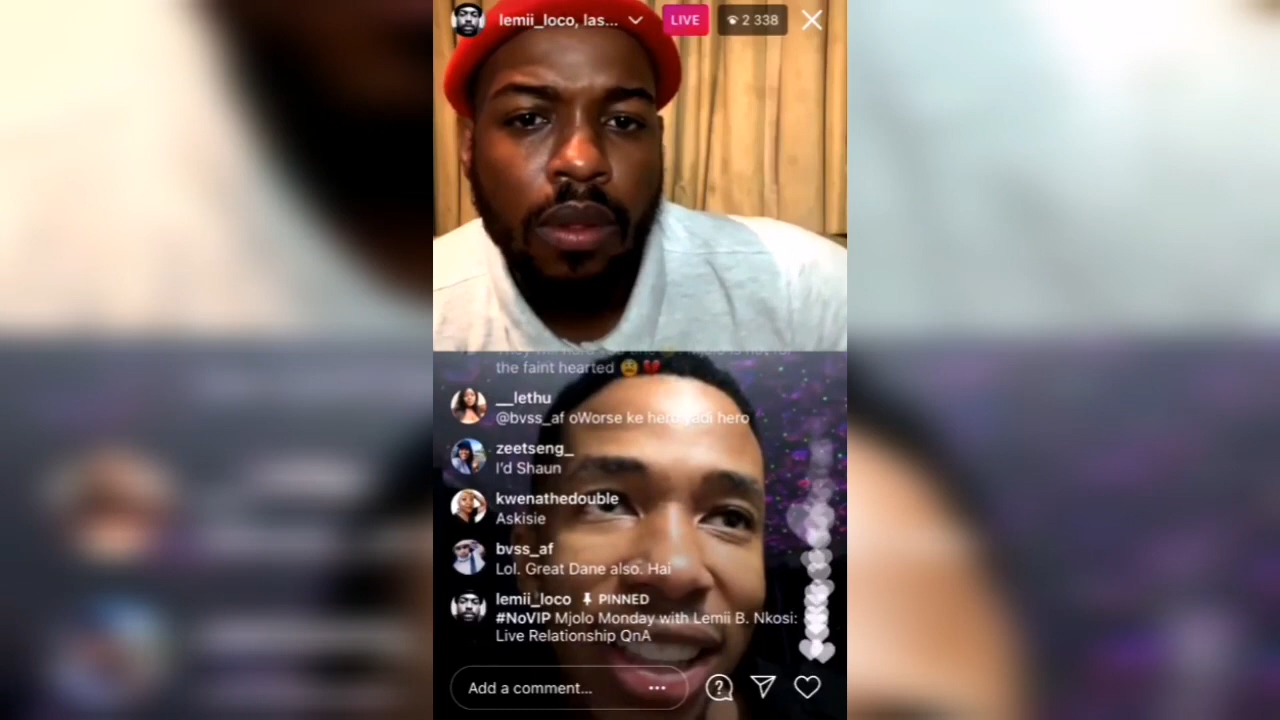 lemii_loco, las...
LIVE
2 338
the faint hearted
__lethu
@bvss_af oWorse ke hero yadi hero
zeetseng_
I'd Shaun
kwenathedouble
Askisie
bvss_af
Lol. Great Dane also. Hai
lemii_loco PINNED
#NoVIP Mjolo Monday with Lemii B. Nkosi:
Live Relationship QnA
Add a comment...